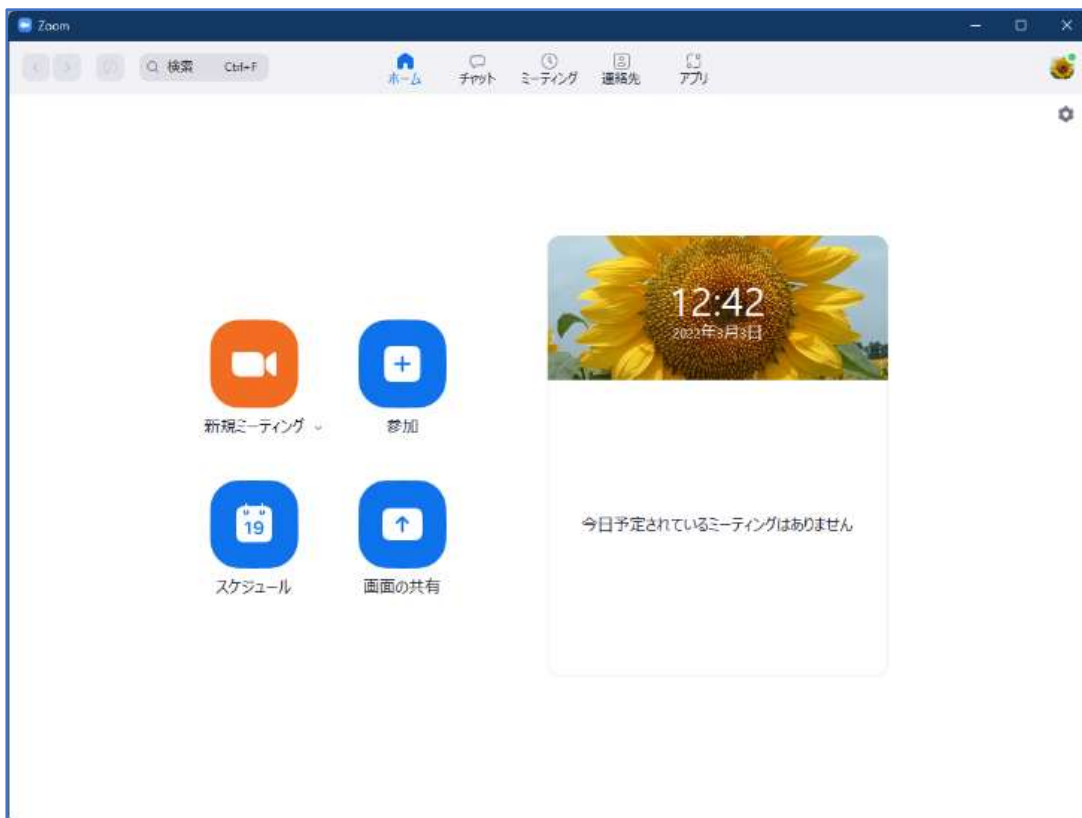 Zoom
検索 Ctrl+F
ホーム
チャット
ミーティング
連絡先
アプリ
12:42
2022年3月3日
新規ミーティング
参加
19
スケジュール
画面の共有
今日予定されているミーティングはありません